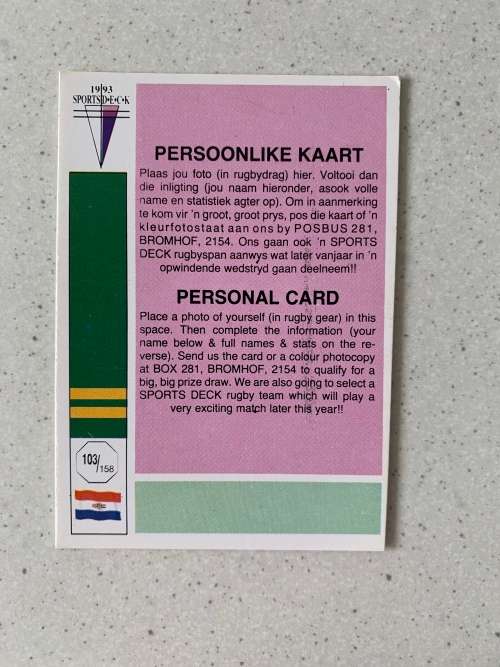 1993
SPORTS D•E•C•K
PERSOONLIKE KAART
Plaas jou foto (in rugbydrag) hier. Voltooi dan
die inligting (jou naam hieronder, asook volle
name en statistiek agter op). Om in aanmerking
te kom vir 'n groot, groot prys, pos die kaart of 'n
kleurfotostaat aan ons by POSBUS 281,
BROMHOF, 2154. Ons gaan ook 'n SPORTS
DECK rugbyspan aanwys wat later vanjaar in 'n
opwindende wedstryd gaan deelneem!!
PERSONAL CARD
Place a photo of yourself (in rugby gear) in this
space. Then complete the information (your
name below & full names & stats on the re-
verse). Send us the card or a colour photocopy
at BOX 281, BROMHOF, 2154 to qualify for a
big, big prize draw. We are also going to select a
SPORTS DECK rugby team which will play a
very exciting match later this year!!
103/158